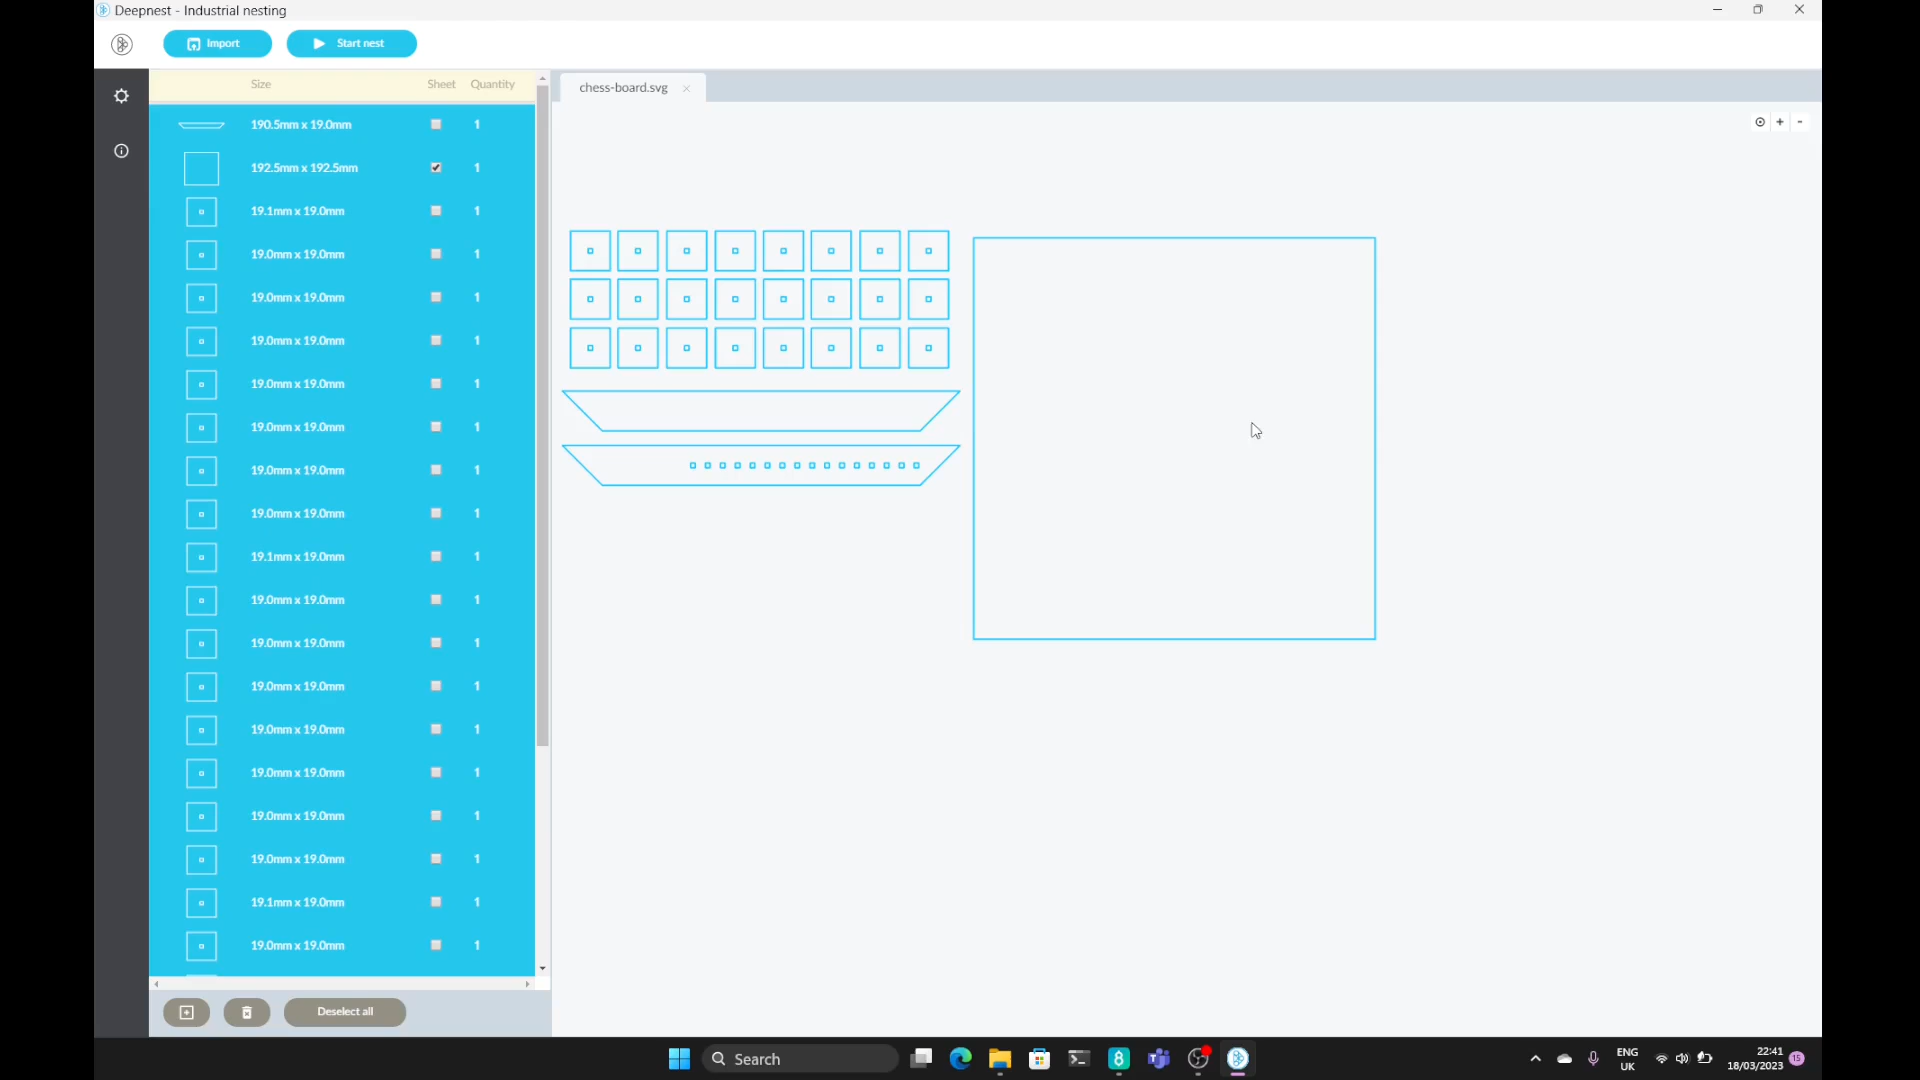 Deepnest - Industrial nesting
Import
Start nest
Size Sheet Quantity
chess-board.svg
190.5mm x 19.0mm 1
192.5mm x 192.5mm 1
19.1mm x 19.0mm 1
19.0mm x 19.0mm 1
19.0mm x 19.0mm 1
19.0mm x 19.0mm 1
19.0mm x 19.0mm 1
19.0mm x 19.0mm 1
19.0mm x 19.0mm 1
19.0mm x 19.0mm 1
19.1mm x 19.0mm 1
19.0mm x 19.0mm 1
19.0mm x 19.0mm 1
19.0mm x 19.0mm 1
19.0mm x 19.0mm 1
19.0mm x 19.0mm 1
19.0mm x 19.0mm 1
19.0mm x 19.0mm 1
19.1mm x 19.0mm 1
19.0mm x 19.0mm 1
Deselect all
Search
ENG
UK
22:41
18/03/2023
15